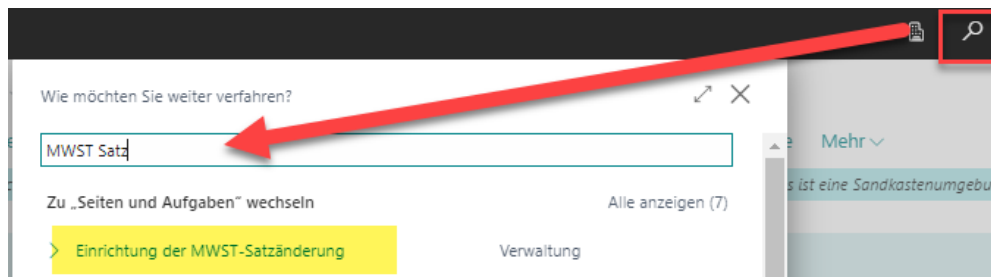 Wie möchten Sie weiter verfahren?
MWST Satz
Mehr
s ist eine Sandkastenumgebu
Zu „Seiten und Aufgaben“ wechseln Alle anzeigen (7)
Einrichtung der MWST-Satzänderung Verwaltung